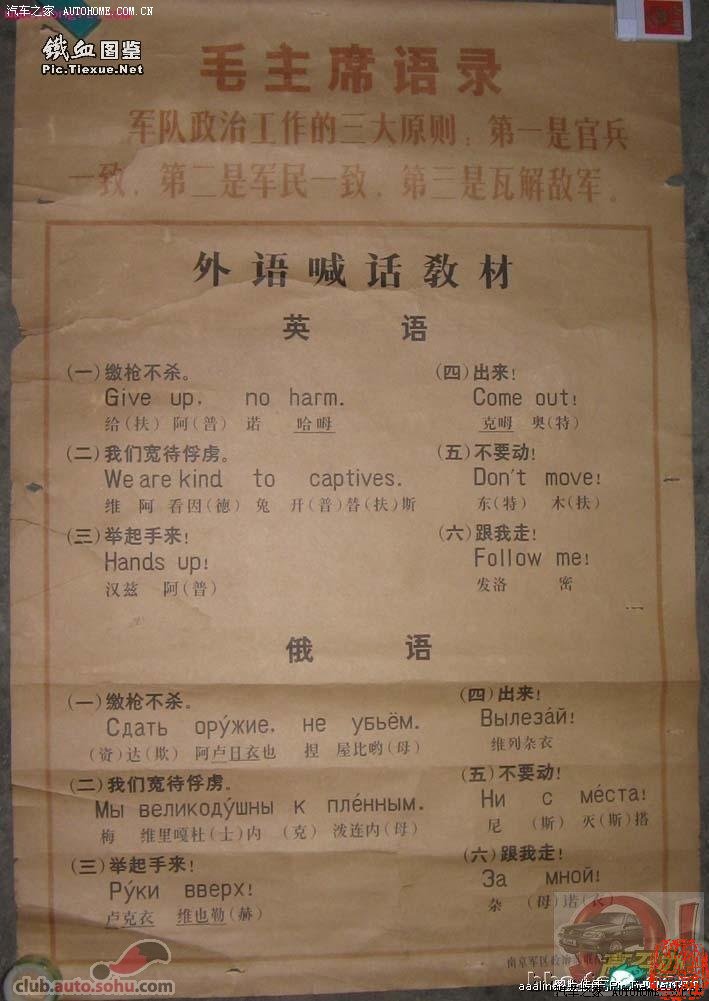 汽车之家 AUTOHOME.COM.CN
鐵血图鉴
Pic.Tiexue.Net
毛主席语录
军队政治工作的三大原则：第一是官兵
一致，第二是军民一致，第三是瓦解敌军。
外语喊话教材
英 语
(一)缴枪不杀。
Give up, no harm.
给(扶) 阿(普) 诺 哈姆
(二)我们宽待俘虏。
We are kind to captives.
维 阿 看因(德) 兔 开(普)替(扶)斯
(三)举起手来!
Hands up!
汉兹 阿(普)
(四)出来!
Come out!
克姆 奥(特)
(五)不要动!
Don't move!
东(特) 木(扶)
(六)跟我走!
Follow me!
发洛 密
俄 语
(一)缴枪不杀。
Сдать ору́жие, не убьём.
(资)达(欺) 阿卢日衣也 捏 屋比哟(母)
(二)我们宽待俘虏。
Мы великоду́шны к пле́нным.
梅 维里嘎杜(士)内 (克) 泼连内(母)
(三)举起手来!
Ру́ки вверх!
卢克衣 维也勒(赫)
(四)出来!
Вылеза́й!
维列杂衣
(五)不要动!
Ни с ме́ста!
尼 (斯) 灭(斯)搭
(六)跟我走!
За мной!
杂 (母)诺(衣)
南京军区政治
club.auto.sohu.com